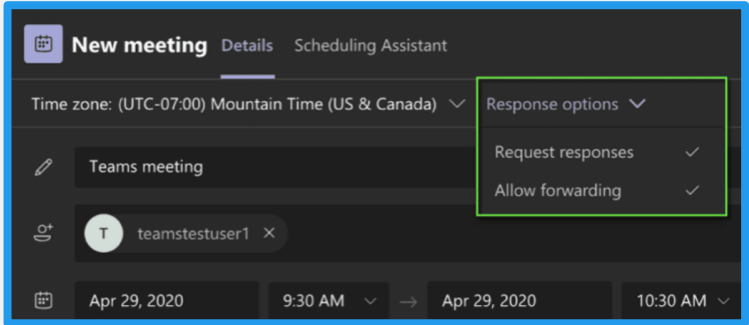 New meeting Details Scheduling Assistant
Time zone: (UTC-07:00) Mountain Time (US & Canada) Response options
Request responses
Teams meeting
Allow forwarding
T teamstestuser1
Apr 29, 2020 9:30 AM Apr 29, 2020 10:30 AM